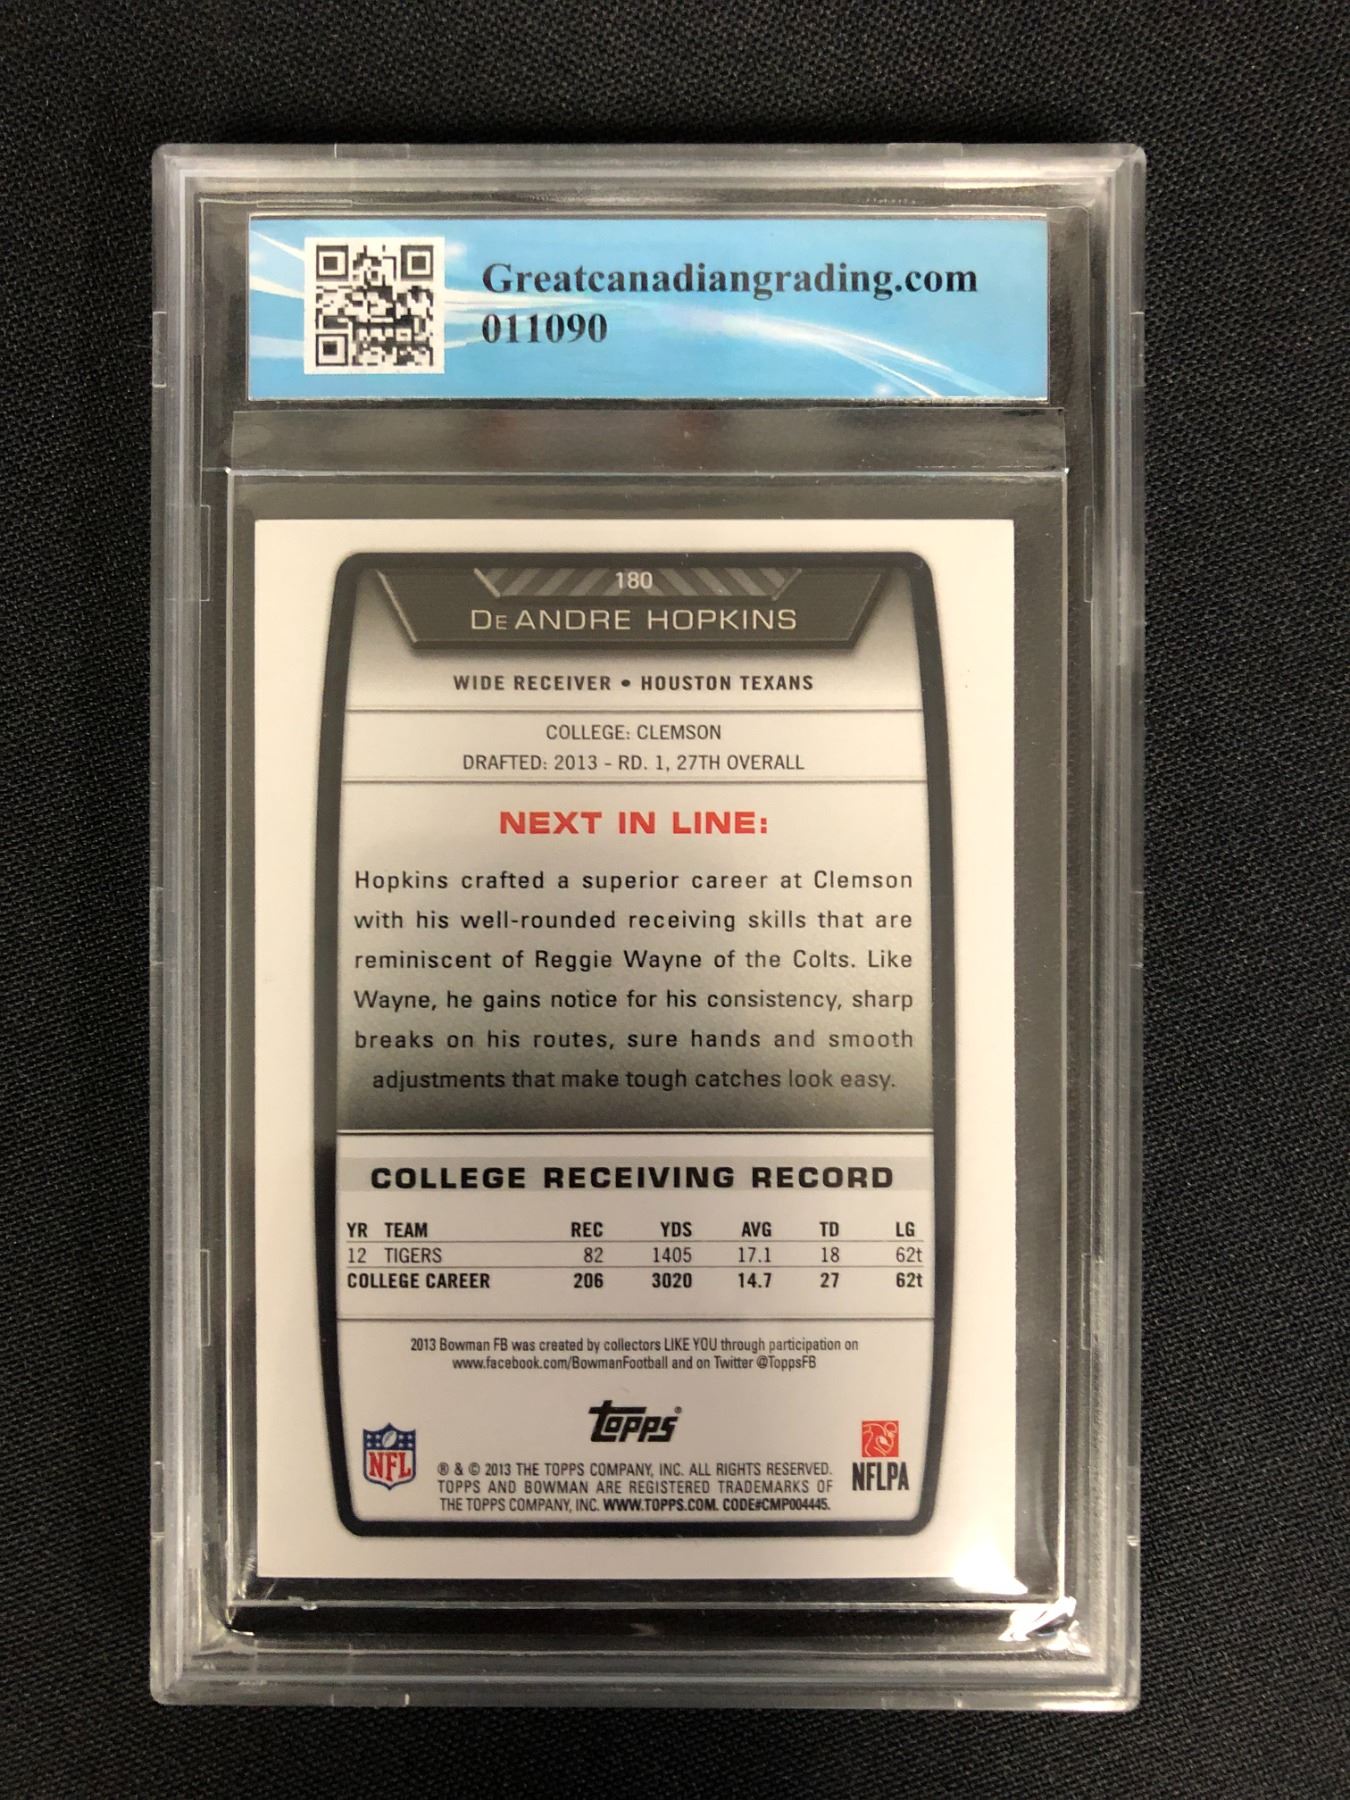 Greatcanadiangrading.com
011090
180
DeANDRE HOPKINS
WIDE RECEIVER • HOUSTON TEXANS
COLLEGE: CLEMSON
DRAFTED: 2013 - RD. 1, 27TH OVERALL
NEXT IN LINE:
Hopkins crafted a superior career at Clemson
with his well-rounded receiving skills that are
reminiscent of Reggie Wayne of the Colts. Like
Wayne, he gains notice for his consistency, sharp
breaks on his routes, sure hands and smooth
adjustments that make tough catches look easy.
COLLEGE RECEIVING RECORD
YR TEAM REC YDS AVG TD LG
12 TIGERS 82 1405 17.1 18 62t
COLLEGE CAREER 206 3020 14.7 27 62t
2013 Bowman FB was created by collectors LIKE YOU through participation on
www.facebook.com/BowmanFootball and on Twitter @ToppsFB
topps®
NFL
NFLPA
® & © 2013 THE TOPPS COMPANY, INC. ALL RIGHTS RESERVED.
TOPPS AND BOWMAN ARE REGISTERED TRADEMARKS OF
THE TOPPS COMPANY, INC. WWW.TOPPS.COM. CODE#CMP004445.